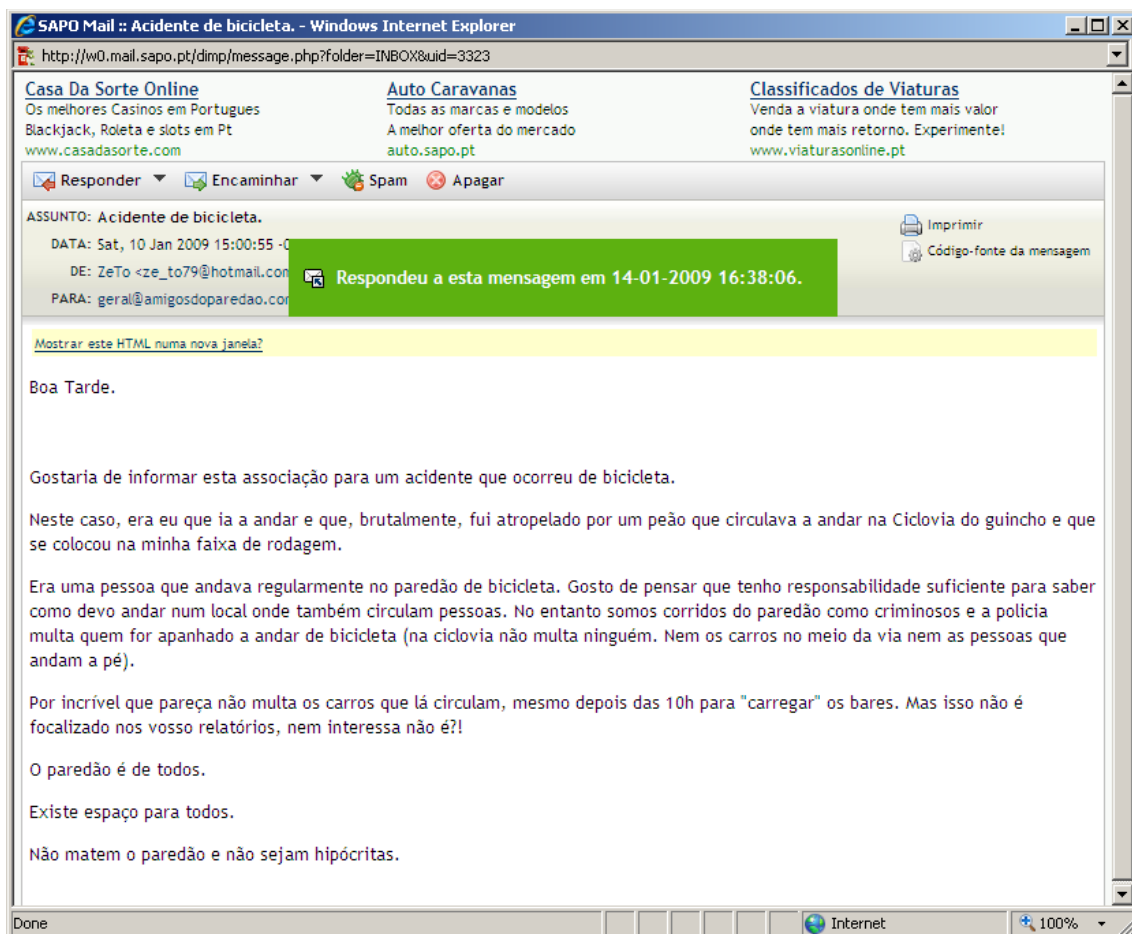 SAPO Mail :: Acidente de bicicleta. - Windows Internet Explorer
http://w0.mail.sapo.pt/dimp/message.php?folder=INBOX&uid=3323
Casa Da Sorte Online
Os melhores Casinos em Portugues
Blackjack, Roleta e slots em Pt
www.casadasorte.com
Auto Caravanas
Todas as marcas e modelos
A melhor oferta do mercado
auto.sapo.pt
Classificados de Viaturas
Venda a viatura onde tem mais valor
onde tem mais retorno. Experimente!
www.viaturasonline.pt
Responder Encaminhar Spam Apagar
ASSUNTO: Acidente de bicicleta.
DATA: Sat, 10 Jan 2009 15:00:55 -0
DE: ZeTo <ze_to79@hotmail.com
PARA: geral@amigosdoparedao.com
Imprimir
Código-fonte da mensagem
Respondeu a esta mensagem em 14-01-2009 16:38:06.
Mostrar este HTML numa nova janela?
Boa Tarde.
Gostaria de informar esta associação para um acidente que ocorreu de bicicleta.
Neste caso, era eu que ia a andar e que, brutalmente, fui atropelado por um peão que circulava a andar na Ciclovia do guincho e que
se colocou na minha faixa de rodagem.
Era uma pessoa que andava regularmente no paredão de bicicleta. Gosto de pensar que tenho responsabilidade suficiente para saber
como devo andar num local onde também circulam pessoas. No entanto somos corridos do paredão como criminosos e a policia
multa quem for apanhado a andar de bicicleta (na ciclovia não multa ninguém. Nem os carros no meio da via nem as pessoas que
andam a pé).
Por incrível que pareça não multa os carros que lá circulam, mesmo depois das 10h para "carregar" os bares. Mas isso não é
focalizado nos vosso relatórios, nem interessa não é?!
O paredão é de todos.
Existe espaço para todos.
Não matem o paredão e não sejam hipócritas.
Done
Internet
100%